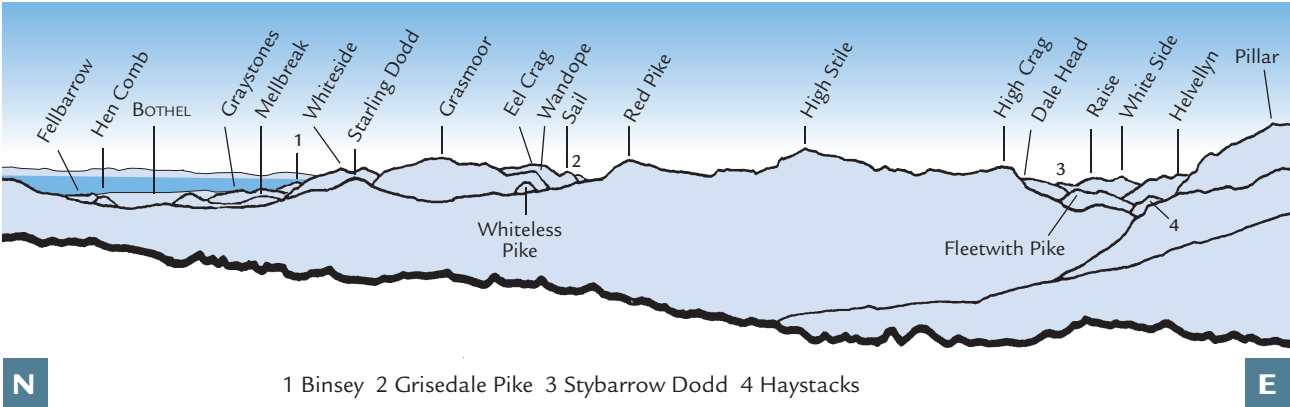 Fellbarrow
Hen Comb
BOTHEL
Graystones
Mellbreak
1
Whiteside
Starling Dodd
Grasmoor
Eel Crag
Wandope
Sail
2
Red Pike
High Stile
High Crag
Dale Head
3
Raise
White Side
Helvellyn
Pillar
Whiteless
Pike
Fleetwith Pike
4
N
1 Binsey 2 Grisedale Pike 3 Stybarrow Dodd 4 Haystacks
E